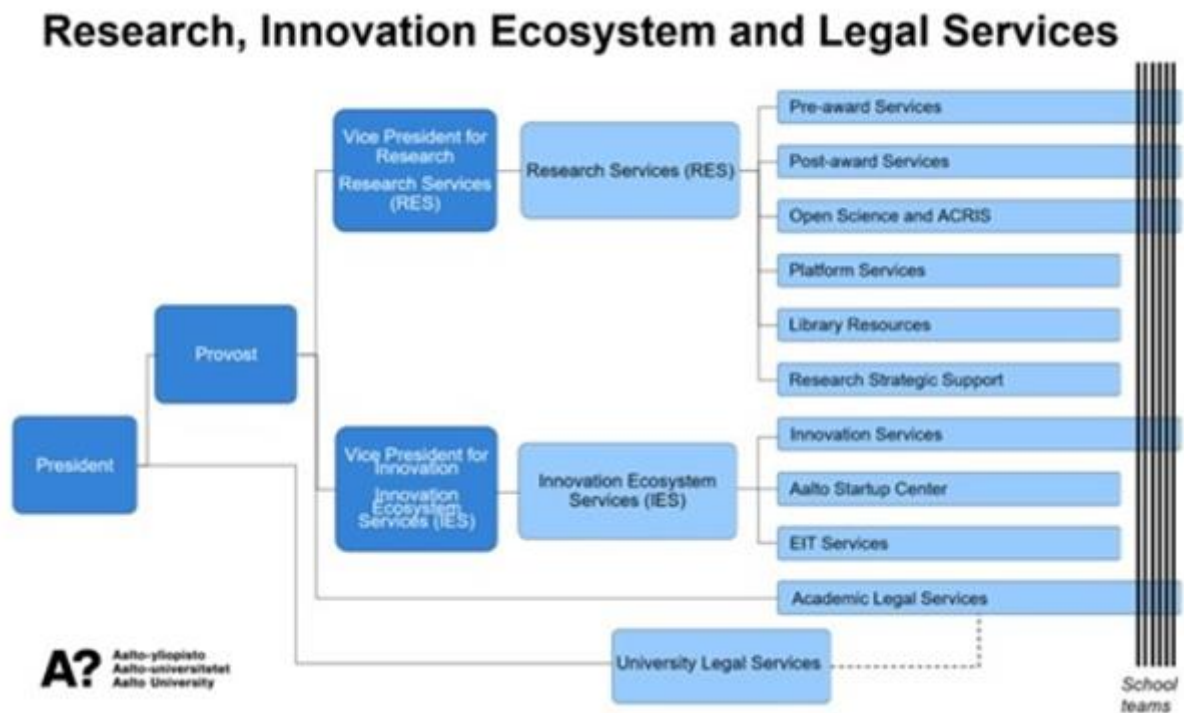 Research, Innovation Ecosystem and Legal Services
Pre-award Services
Vice President for
Research
Research Services
(RES)
Research Services (RES)
Post-award Services
Open Science and ACRIS
Platform Services
Library Resources
Provost
Research Strategic Support
President
Vice President for
Innovation
Innovation
Ecosystem
Services (IES)
Innovation Ecosystem
Services (IES)
Innovation Services
Aalto Startup Center
EIT Services
Academic Legal Services
University Legal Services
A?
Aalto-yliopisto
Aalto-universitetet
Aalto University
School
teams